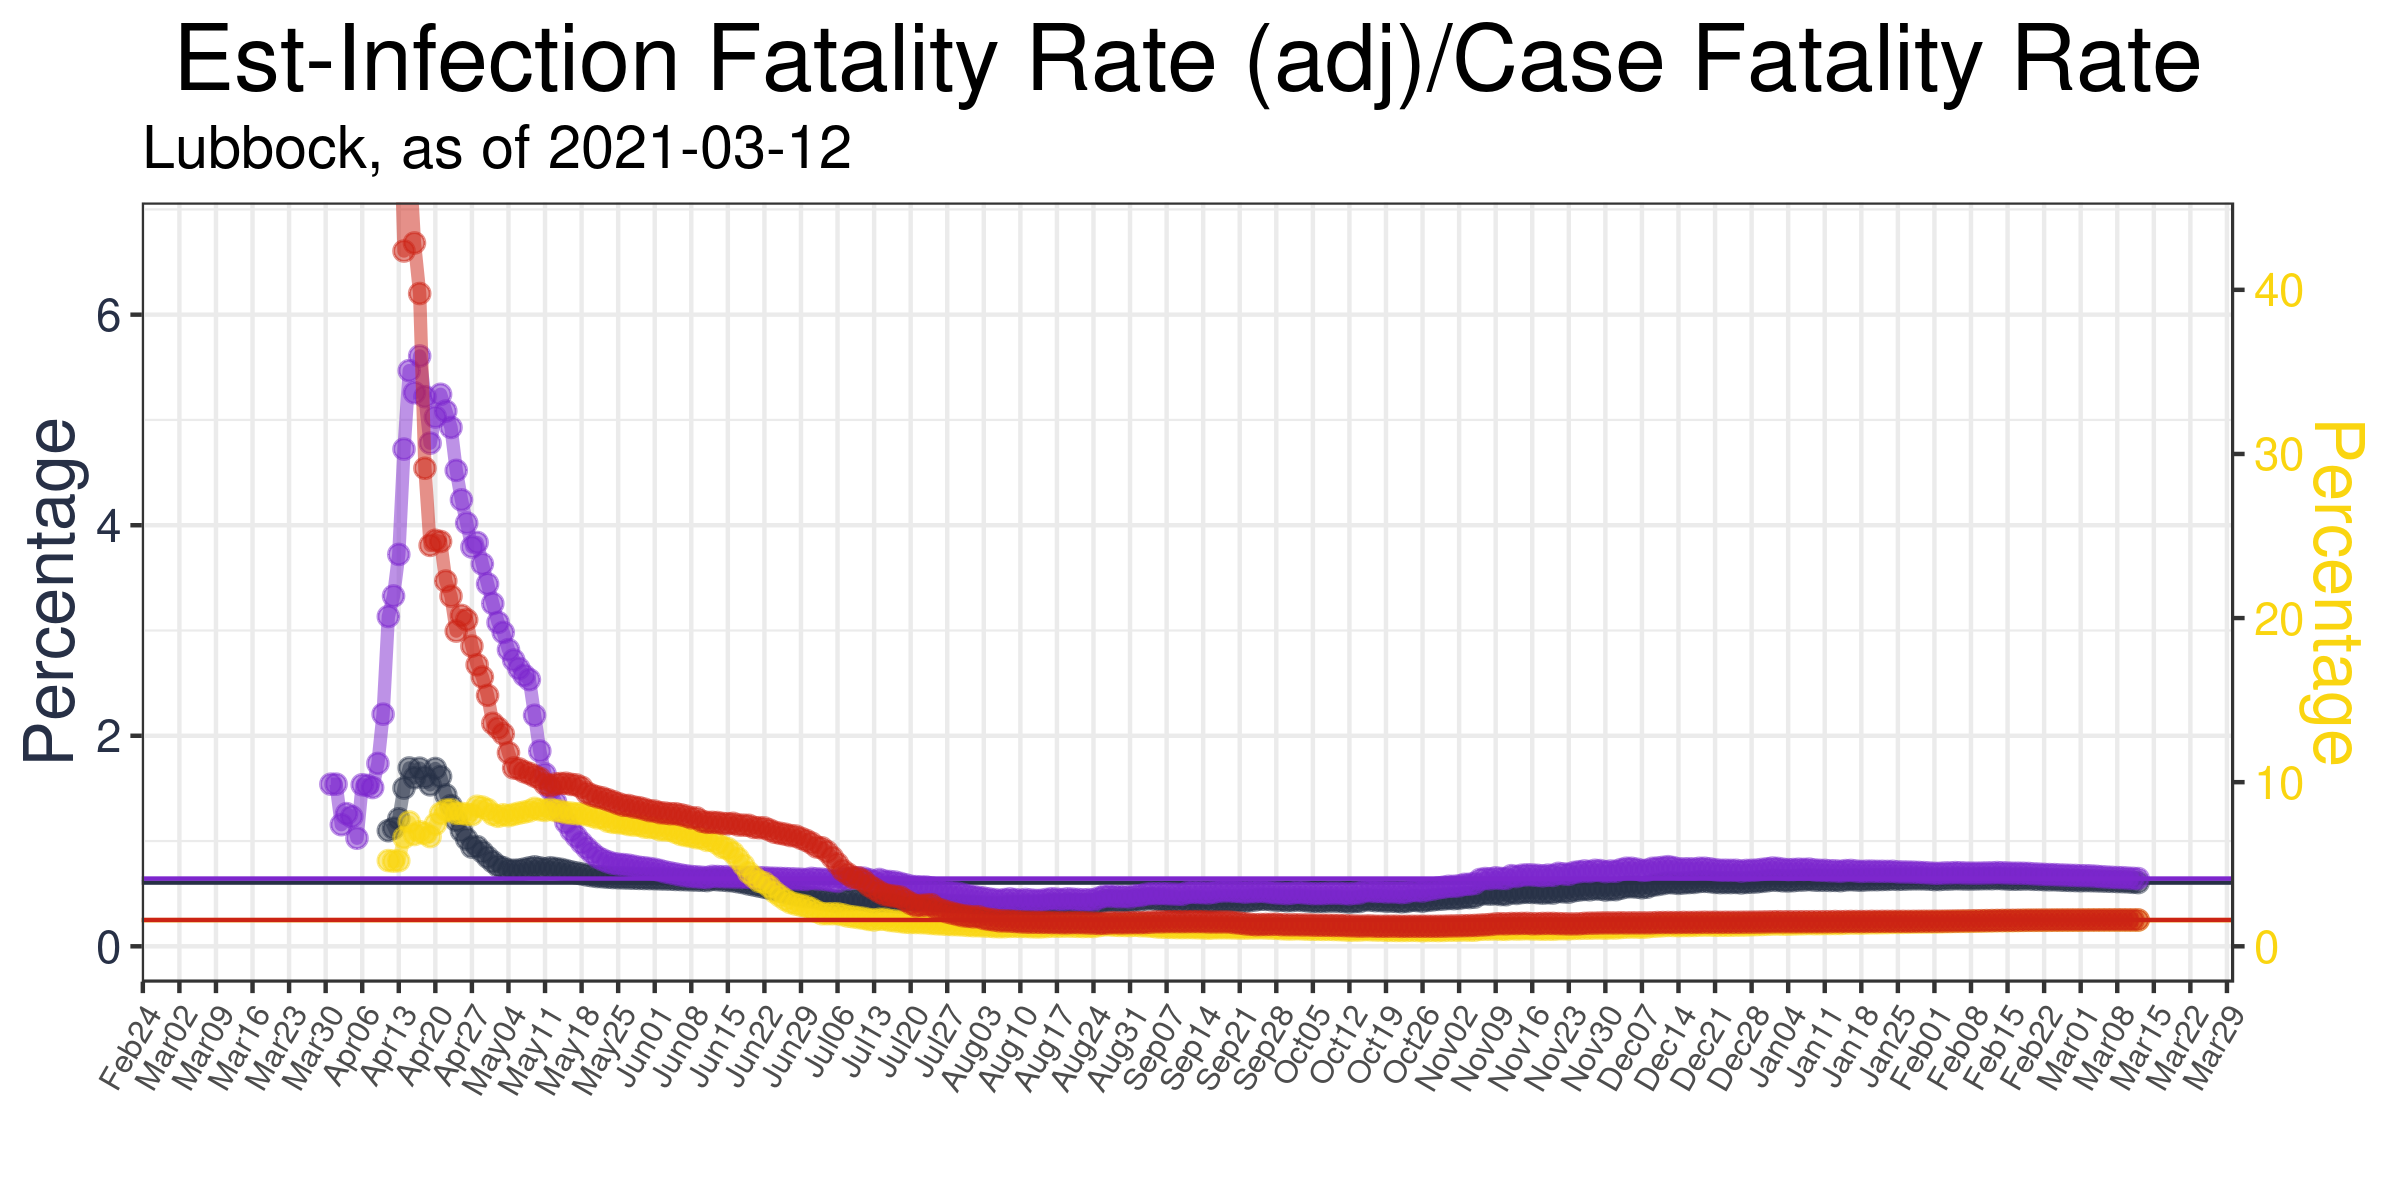 Est-Infection Fatality Rate (adj)/Case Fatality Rate
Lubbock, as of 2021-03-12
Percentage
6
4
2
0
40
30
20
10
0
Percentage
Feb24 Mar02 Mar09 Mar16 Mar23 Mar30 Apr06 Apr13 Apr20 Apr27 May04 May11 May18 May25 Jun01 Jun08 Jun15 Jun22 Jun29 Jul06 Jul13 Jul20 Jul27 Aug03 Aug10 Aug17 Aug24 Aug31 Sep07 Sep14 Sep21 Sep28 Oct05 Oct12 Oct19 Oct26 Nov02 Nov09 Nov16 Nov23 Nov30 Dec07 Dec14 Dec21 Dec28 Jan04 Jan11 Jan18 Jan25 Feb01 Feb08 Feb15 Feb22 Mar01 Mar08 Mar15 Mar22 Mar29